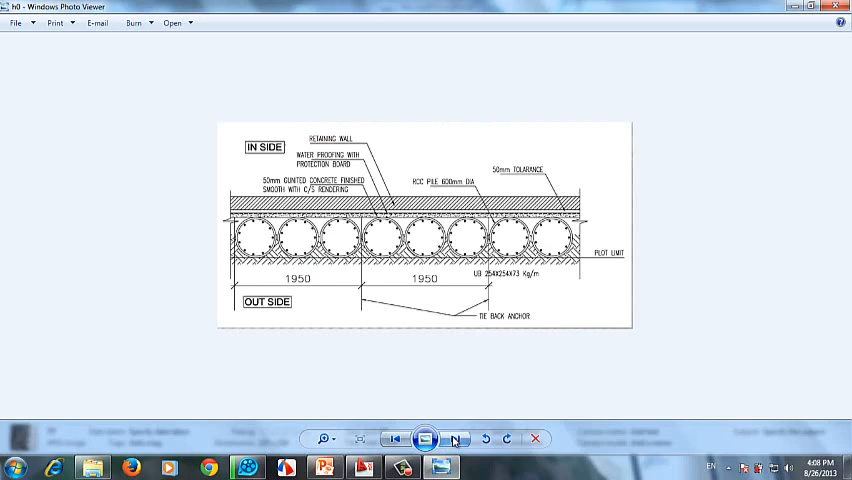 h0 - Windows Photo Viewer
File Print E-mail Burn Open
IN SIDE
RETAINING WALL
WATER PROOFING WITH
PROTECTION BOARD
50mm GUNITED CONCRETE FINISHED
SMOOTH WITH C/S RENDERING
RCC PILE 600mm DIA
50mm TOLARANCE
PLOT LIMIT
UB 254X254X73 Kg/m
1950
1950
OUT SIDE
TIE BACK ANCHOR
EN
4:08 PM
8/26/2013